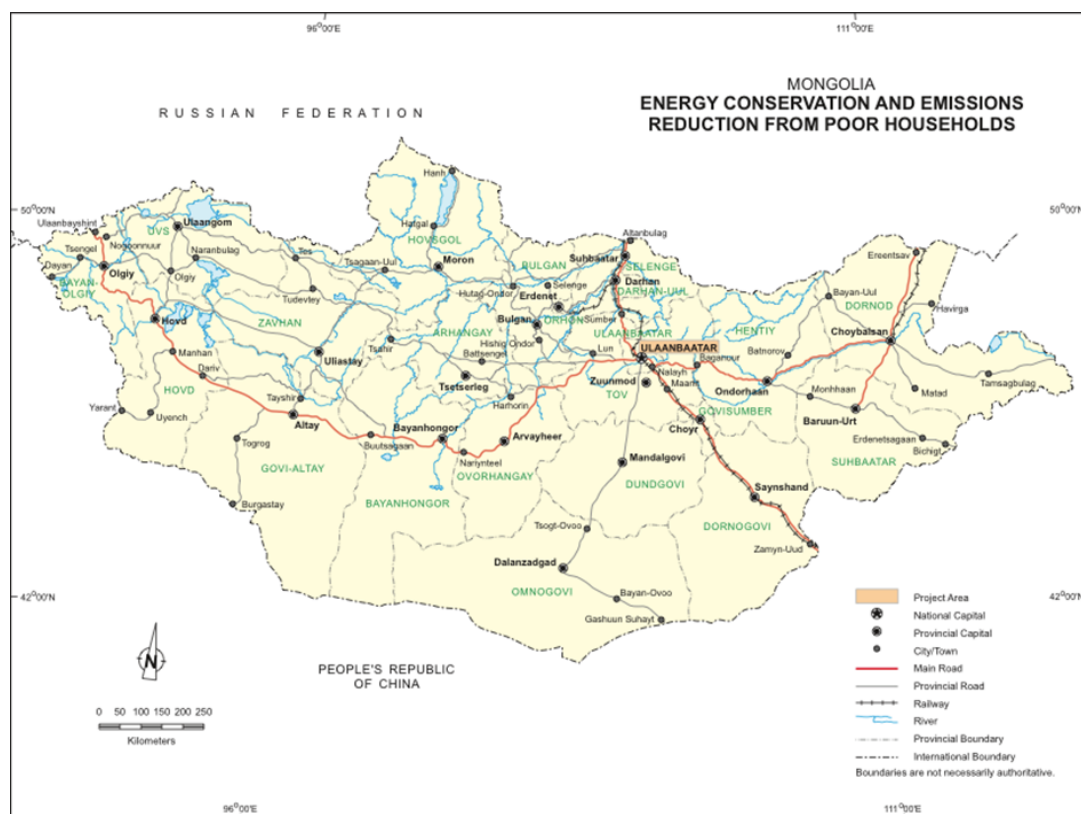 96°00'E
111°00'E
MONGOLIA
ENERGY CONSERVATION AND EMISSIONS
REDUCTION FROM POOR HOUSEHOLDS
RUSSIAN FEDERATION
Hanh
50°00'N
50°00'N
Ulaanbayshint
UVS
Ulaangom
Hatgal
HOVSGOL
Altanbulag
Nogoonnuur
Tsengel
Naranbulag
Tes
Suhbaatar
Ereentsav
Dayan
Olgiy
Olgiy
Tsagaan-Uul
Moron
BULGAN
SELENGE
Darhan
BAYAN-
OLGIY
Tudevley
Hutag-Ondor
Selenge
DARHAN-UUL
Bayan-Uul
DORNOD
Erdenet
Havirga
Hovd
ZAVHAN
ARHANGAY
Bulgan
ORHON
Sumber
ULAANBAATAR
HENTIY
Choybalsan
Tsahir
Hishig Ondor
ULAANBAATAR
Manhan
Uliastay
Battsengel
Lun
Baganuur
Batnorov
Dariv
Tsetserleg
Zuunmod
Nalayh
Maant
Ondorhaan
Monhhaan
Matad
Tamsagbulag
HOVD
Tayshir
Harhorin
TOV
GOVISUMBER
Yarant
Uyench
Altay
Bayanhongor
Arvayheer
Choyr
Baruun-Urt
Togrog
Buutsagaan
Nariynteel
Mandalgovi
Erdenetsagaan
Bichigt
GOVI-ALTAY
OVORHANGAY
SUHBAATAR
BAYANHONGOR
DUNDGOVI
Burgastay
Saynshand
Tsogt-Ovoo
DORNOGOVI
Zamyn-Uud
Dalanzadgad
OMNOGOVI
Bayan-Ovoo
Gashuun Suhayt
42°00'N
42°00'N
Project Area
National Capital
Provincial Capital
City/Town
Main Road
Provincial Road
Railway
River
Provincial Boundary
International Boundary
Boundaries are not necessarily authoritative.
N
PEOPLE'S REPUBLIC
OF CHINA
0 50 100 150 200 250
Kilometers
96°00'E
111°00'E